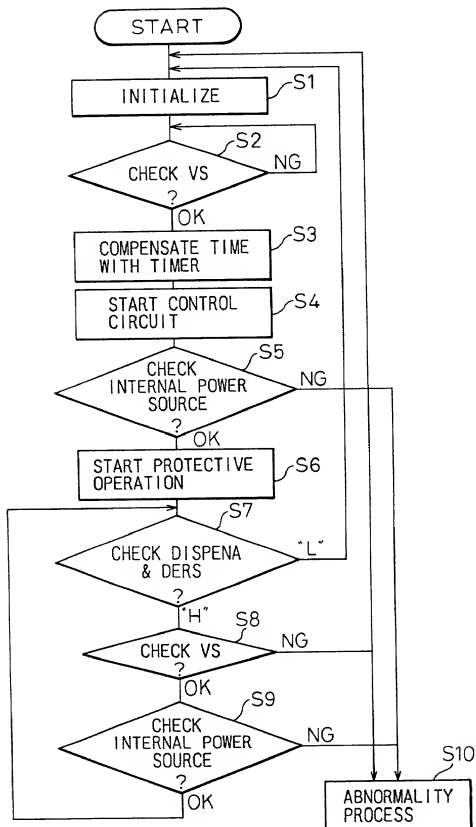 START
INITIALIZE
S1
S2
CHECK VS
?
NG
OK
COMPENSATE TIME
WITH TIMER
S3
START CONTROL
CIRCUIT
S4
S5
CHECK
INTERNAL POWER
SOURCE
?
NG
OK
START PROTECTIVE
OPERATION
S6
S7
CHECK DISPENA
& DERS
?
"L"
"H"
S8
CHECK VS
?
NG
OK
S9
CHECK
INTERNAL POWER
SOURCE
?
NG
OK
S10
ABNORMALITY
PROCESS